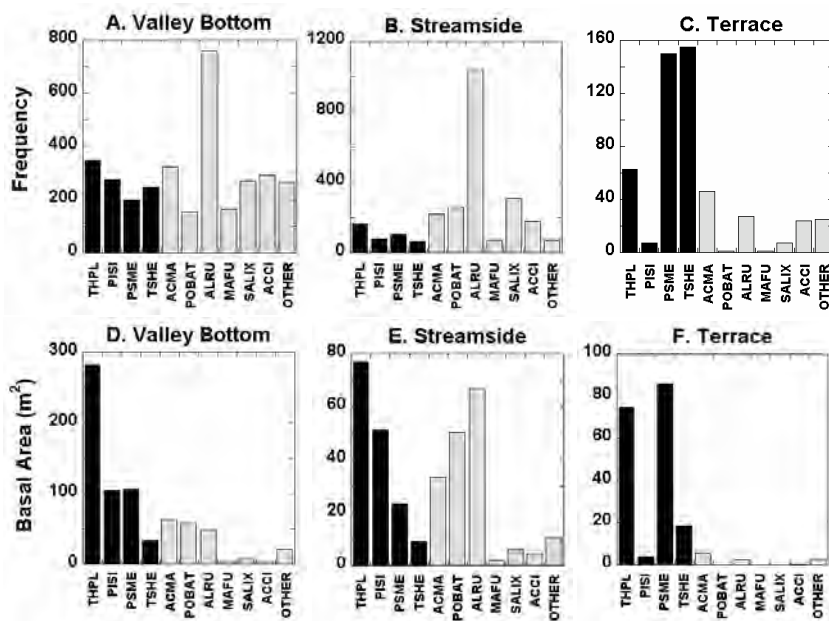 A. Valley Bottom
B. Streamside
C. Terrace
Frequency
800
600
400
200
0
THPL
PISI
PSME
TSHE
ACMA
POBAT
ALRU
MAFU
SALIX
ACCI
OTHER
1200
1000
800
400
0
THPL
PISI
PSME
TSHE
ACMA
POBAT
ALRU
MAFU
SALIX
ACCI
OTHER
160
120
80
40
0
THPL
PISI
PSME
TSHE
ACMA
POBAT
ALRU
MAFU
SALIX
ACCI
OTHER
D. Valley Bottom
E. Streamside
F. Terrace
Basal Area (m²)
300
200
100
0
THPL
PISI
PSME
TSHE
ACMA
POBAT
ALRU
MAFU
SALIX
ACCI
OTHER
80
60
40
20
0
THPL
PISI
PSME
TSHE
ACMA
POBAT
ALRU
MAFU
SALIX
ACCI
OTHER
100
80
60
40
20
0
THPL
PISI
PSME
TSHE
ACMA
POBAT
ALRU
MAFU
SALIX
ACCI
OTHER